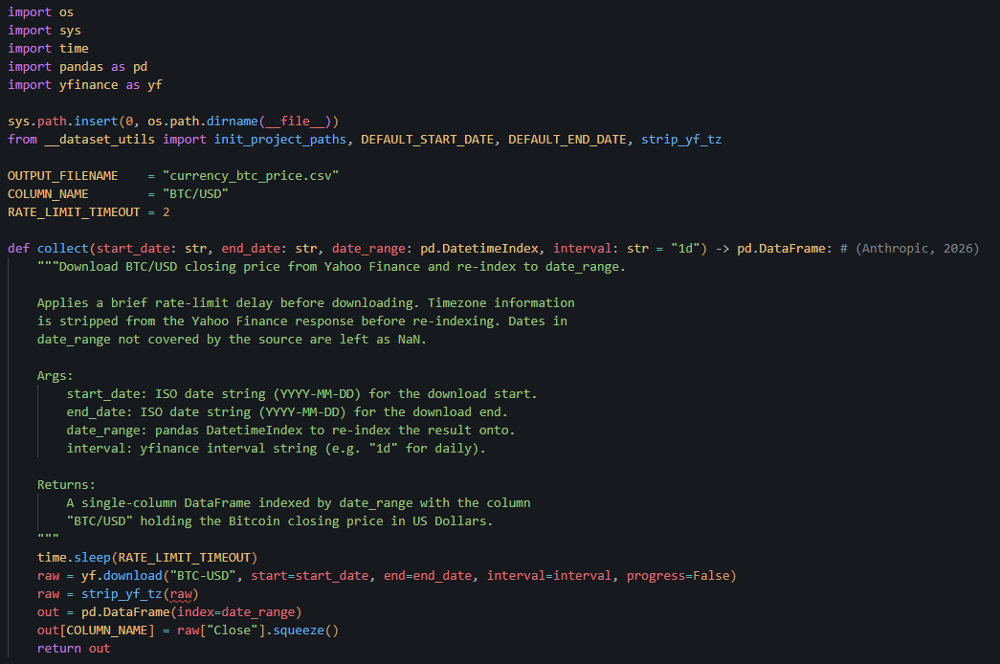 import os
import sys
import time
import pandas as pd
import yfinance as yf
sys.path.insert(0, os.path.dirname(__file__))
from __dataset_utils import init_project_paths, DEFAULT_START_DATE, DEFAULT_END_DATE, strip_yf_tz
OUTPUT_FILENAME    = "currency_btc_price.csv"
COLUMN_NAME        = "BTC/USD"
RATE_LIMIT_TIMEOUT = 2
def collect(start_date: str, end_date: str, date_range: pd.DatetimeIndex, interval: str = "1d") -> pd.DataFrame: # (Anthropic, 2026)
    """Download BTC/USD closing price from Yahoo Finance and re-index to date_range.
    Applies a brief rate-limit delay before downloading. Timezone information
    is stripped from the Yahoo Finance response before re-indexing. Dates in
    date_range not covered by the source are left as NaN.
    Args:
        start_date: ISO date string (YYYY-MM-DD) for the download start.
        end_date: ISO date string (YYYY-MM-DD) for the download end.
        date_range: pandas DatetimeIndex to re-index the result onto.
        interval: yfinance interval string (e.g. "1d" for daily).
    Returns:
        A single-column DataFrame indexed by date_range with the column
        "BTC/USD" holding the Bitcoin closing price in US Dollars.
    """
    time.sleep(RATE_LIMIT_TIMEOUT)
    raw = yf.download("BTC-USD", start=start_date, end=end_date, interval=interval, progress=False)
    raw = strip_yf_tz(raw)
    out = pd.DataFrame(index=date_range)
    out[COLUMN_NAME] = raw["Close"].squeeze()
    return out